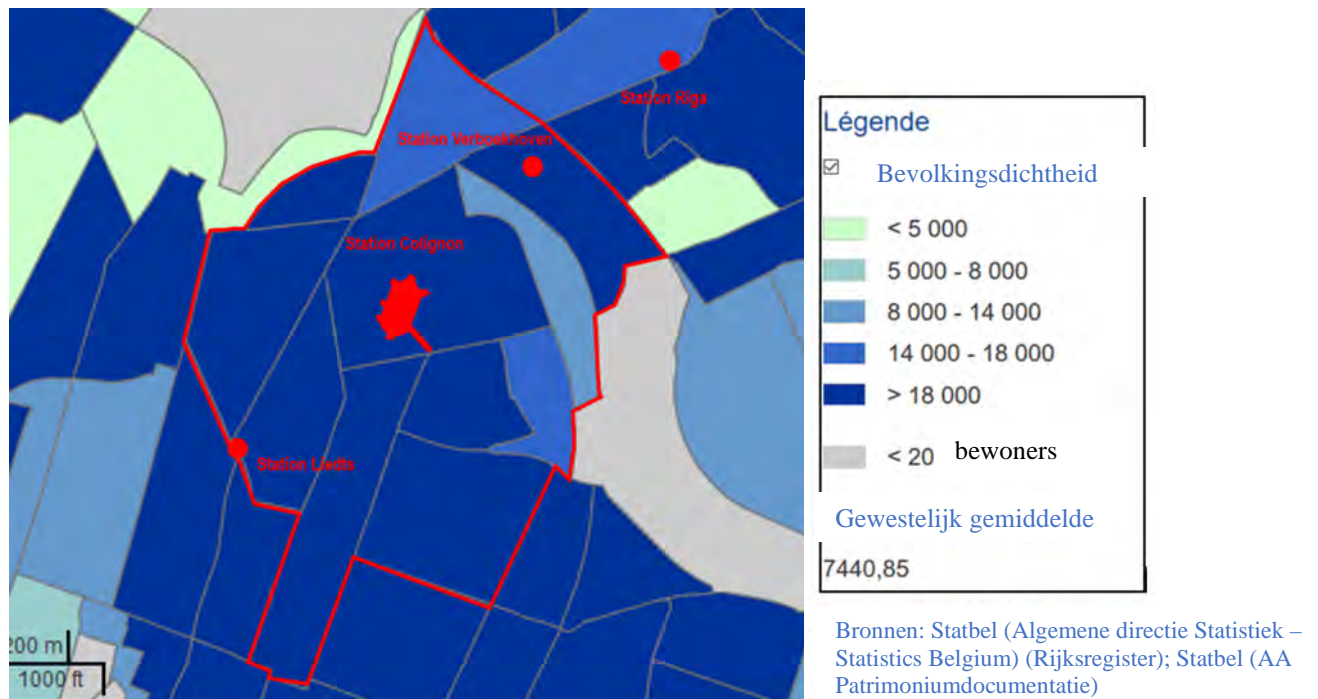 Station Riga
Station Verboekhoven
Station Colignon
Station Liedts
200 m
1000 ft
Légende
Bevolkingsdichtheid
< 5 000
5 000 - 8 000
8 000 - 14 000
14 000 - 18 000
> 18 000
< 20 bewoners
Gewestelijk gemiddelde
7440,85
Bronnen: Statbel (Algemene directie Statistiek –
Statistics Belgium) (Rijksregister); Statbel (AA
Patrimoniumdocumentatie)